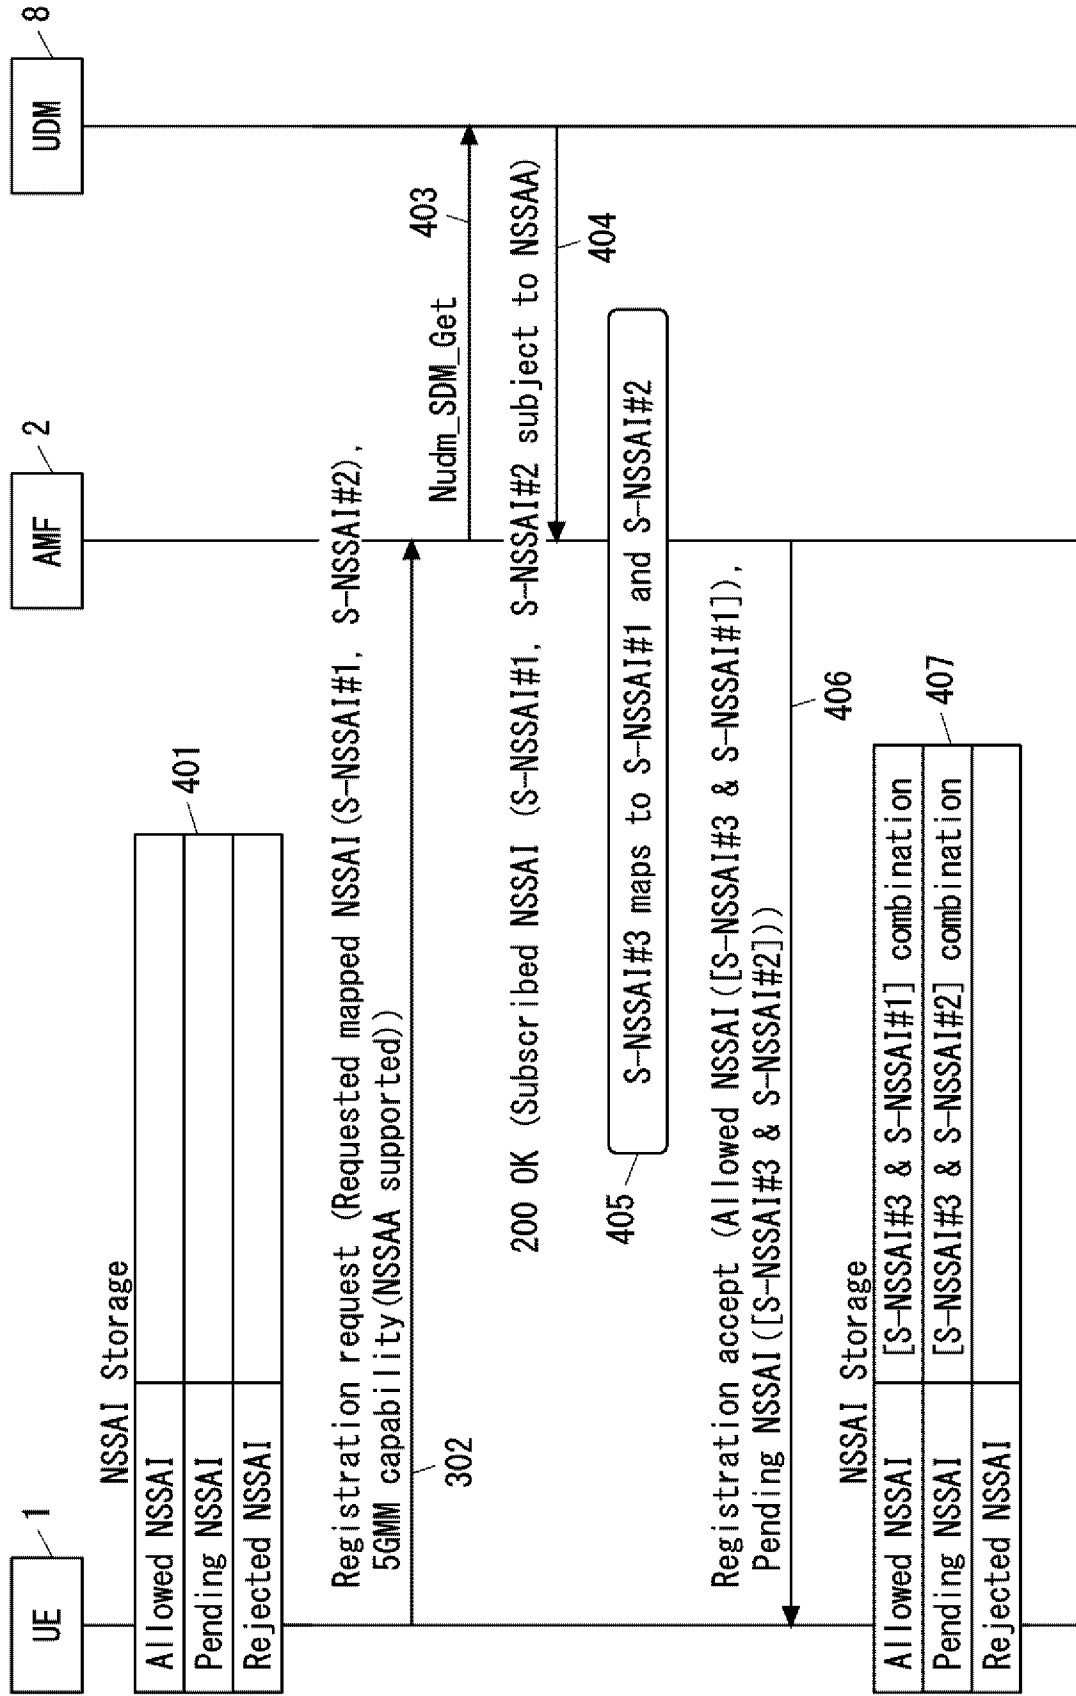 UE 1
AMF 2
UDM 8
NSSAI Storage
Allowed NSSAI
Pending NSSAI
Rejected NSSAI
401
Registration request (Requested mapped NSSAI(S-NSSAI#1, S-NSSAI#2),
5GMM capability(NSSAA supported))
302
Nudm_SDM_Get
403
200 OK (Subscribed NSSAI (S-NSSAI#1, S-NSSAI#2 subject to NSSAA)
404
S-NSSAI#3 maps to S-NSSAI#1 and S-NSSAI#2
405
Registration accept (Allowed NSSAI([S-NSSAI#3 & S-NSSAI#1]),
Pending NSSAI([S-NSSAI#3 & S-NSSAI#2]))
406
NSSAI Storage
Allowed NSSAI [S-NSSAI#3 & S-NSSAI#1] combination
Pending NSSAI [S-NSSAI#3 & S-NSSAI#2] combination
Rejected NSSAI
407